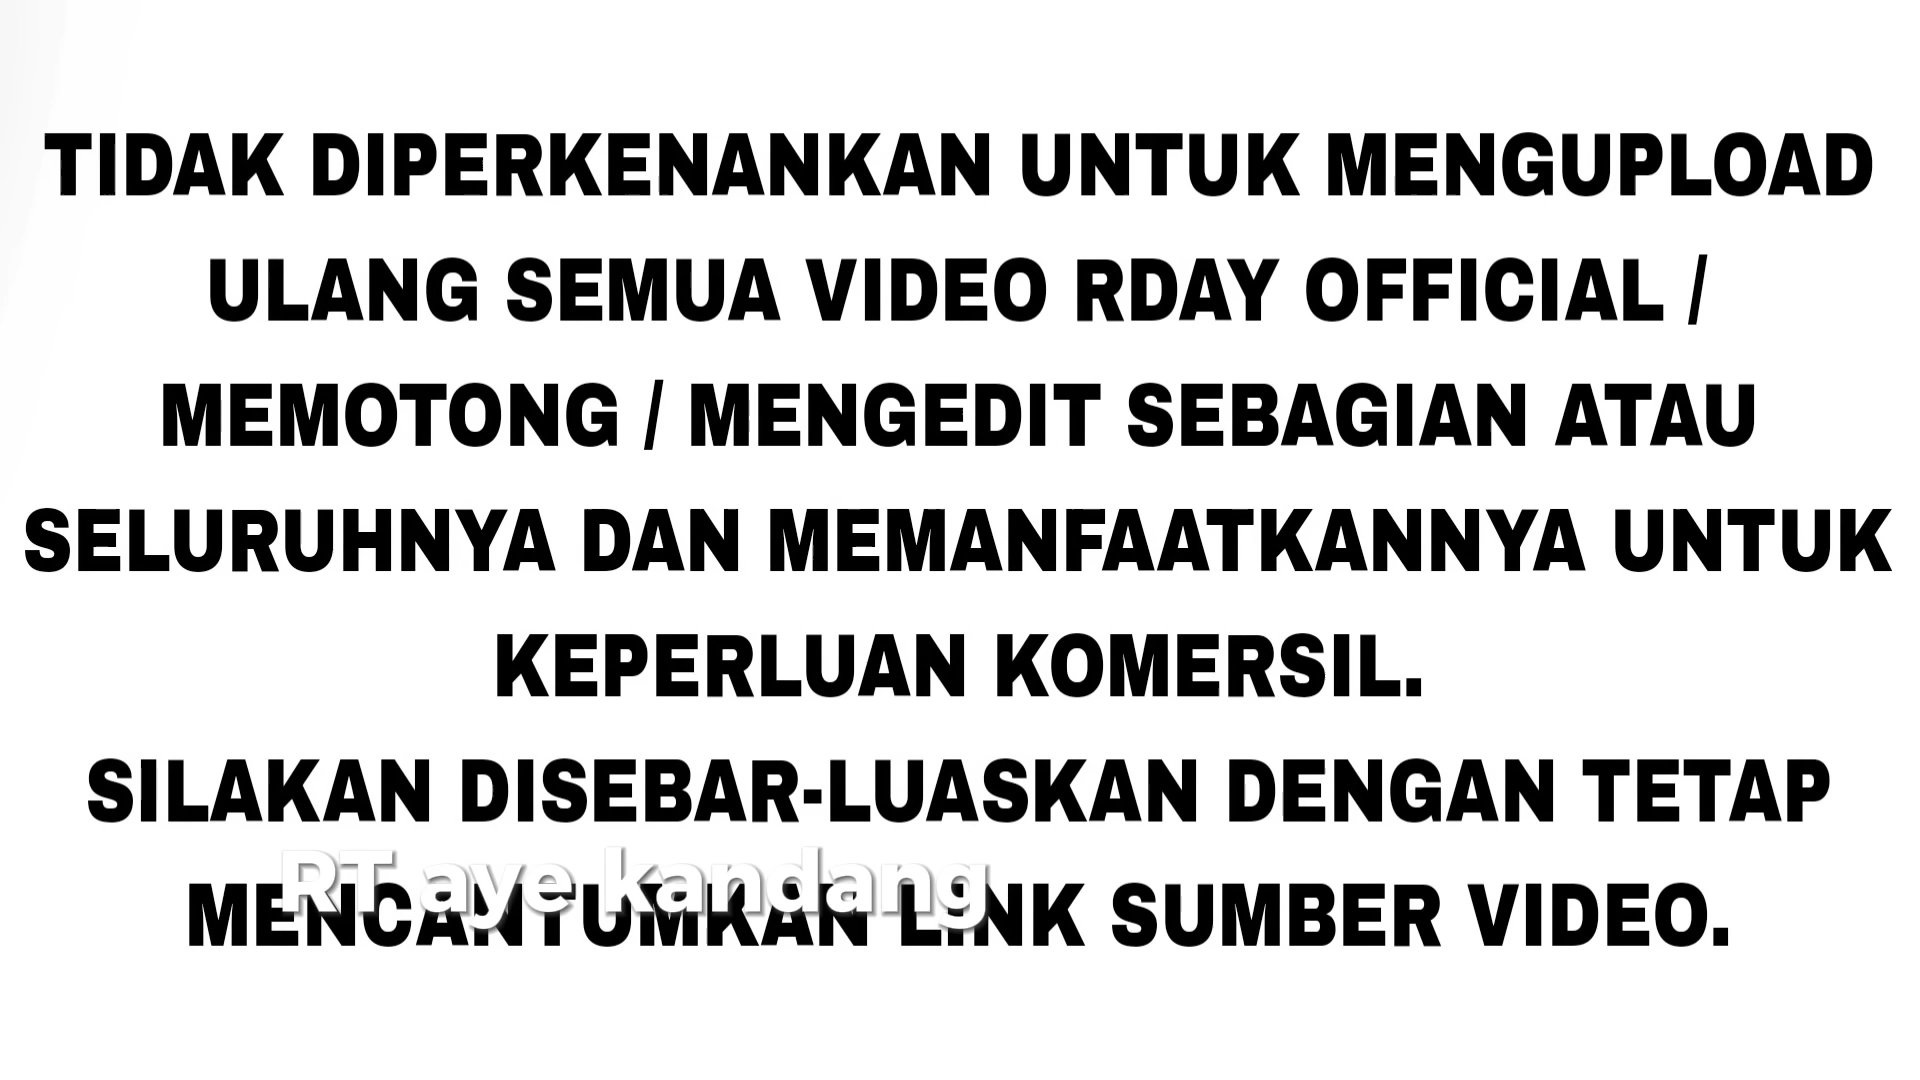 TIDAK DIPERKENANKAN UNTUK MENGUPLOAD
ULANG SEMUA VIDEO RDAY OFFICIAL /
MEMOTONG / MENGEDIT SEBAGIAN ATAU
SELURUHNYA DAN MEMANFAATKANNYA UNTUK
KEPERLUAN KOMERSIL.
SILAKAN DISEBAR-LUASKAN DENGAN TETAP
MENCANTUMKAN LINK SUMBER VIDEO.
RT aye kandang